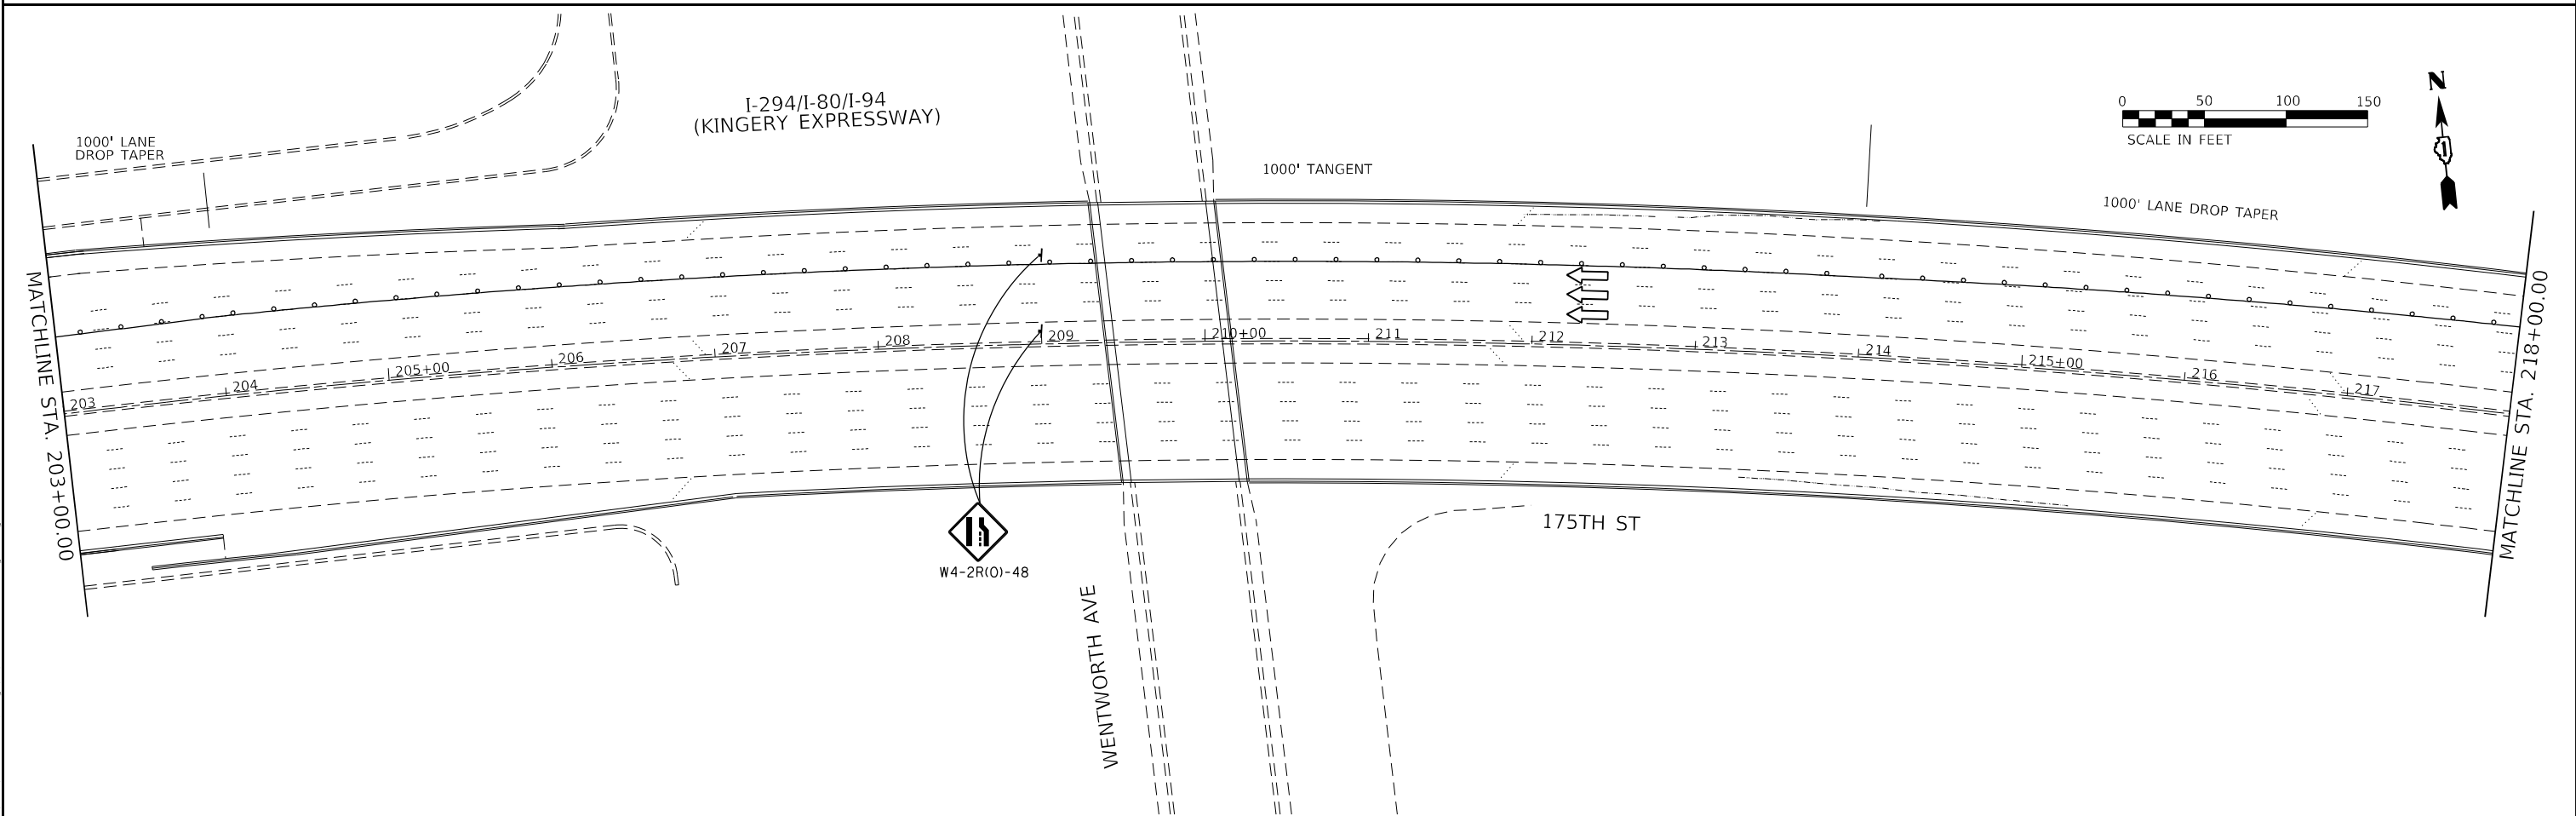 1000' LANE
DROP TAPER
I-294/I-80/I-94
(KINGERY EXPRESSWAY)
1000' TANGENT
0 50 100 150
SCALE IN FEET
N
1000' LANE DROP TAPER
MATCHLINE STA. 203+00.00
203
204
205+00
206
207
208
209
210+00
211
212
213
214
215+00
216
217
MATCHLINE STA. 218+00.00
W4-2R(O)-48
WENTWORTH AVE
175TH ST